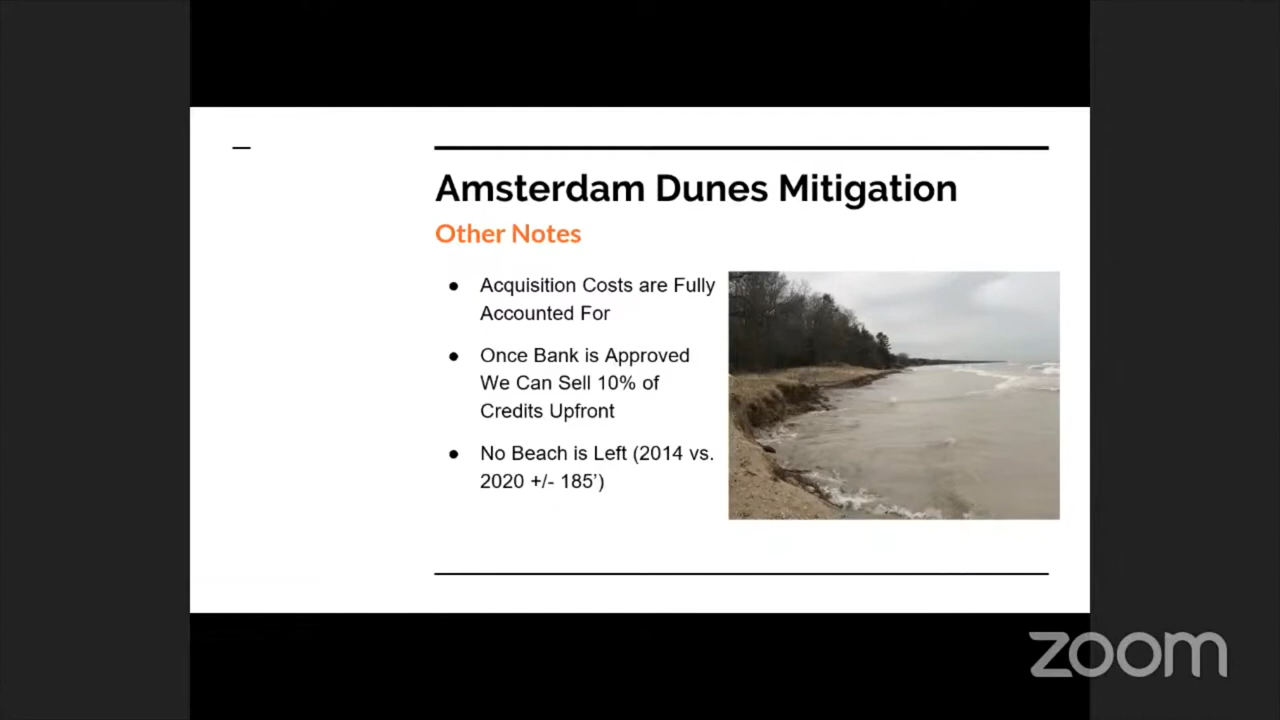 Amsterdam Dunes Mitigation
Other Notes
● Acquisition Costs are Fully
Accounted For
● Once Bank is Approved
We Can Sell 10% of
Credits Upfront
● No Beach is Left (2014 vs.
2020 +/- 185’)
zoom